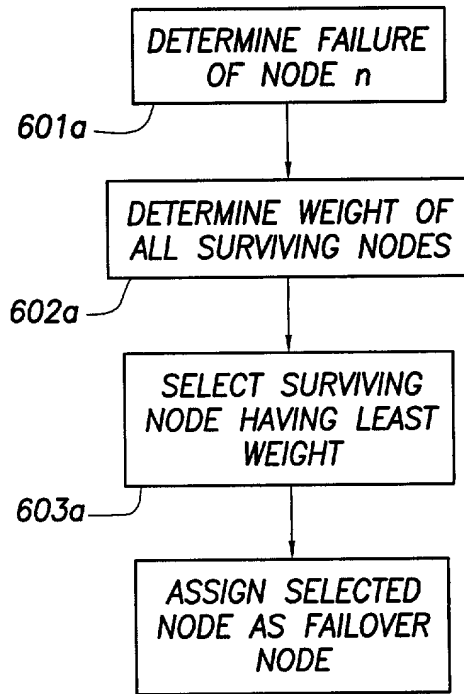 DETERMINE FAILURE
OF NODE n
601a
DETERMINE WEIGHT OF
ALL SURVIVING NODES
602a
SELECT SURVIVING
NODE HAVING LEAST
WEIGHT
603a
ASSIGN SELECTED
NODE AS FAILOVER
NODE